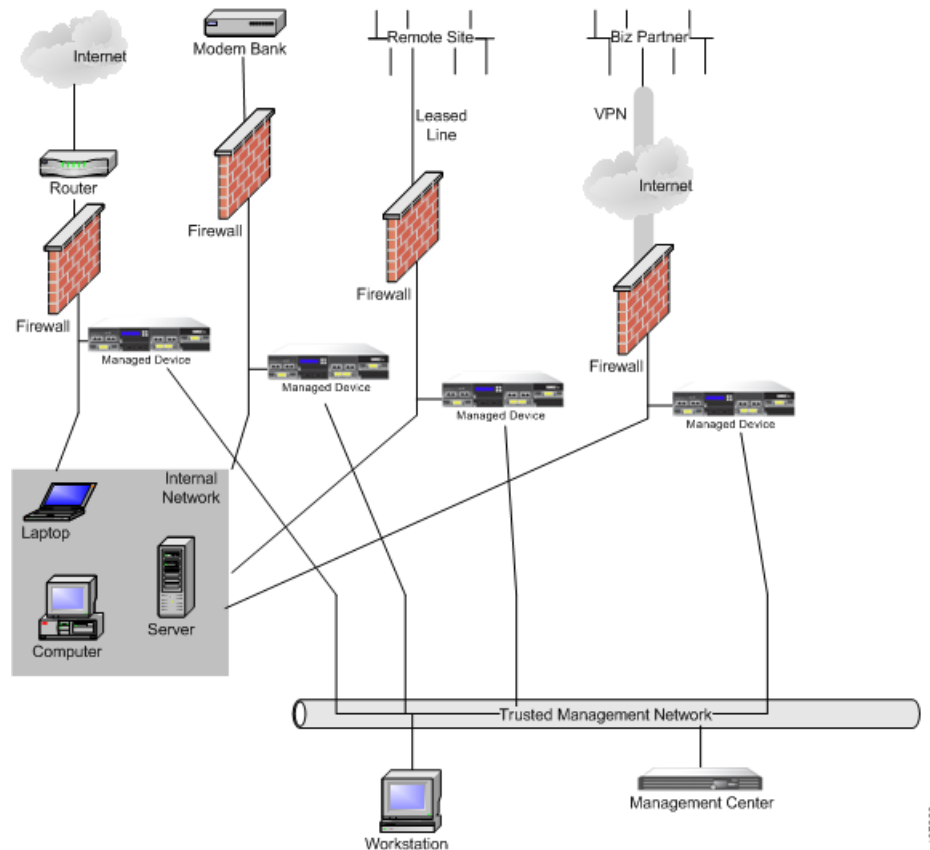 Internet
Modem Bank
Remote Site
Biz Partner
Leased
Line
VPN
Internet
Router
Firewall
Firewall
Firewall
Firewall
Managed Device
Managed Device
Managed Device
Managed Device
Internal
Network
Laptop
Server
Computer
Trusted Management Network
Workstation
Management Center